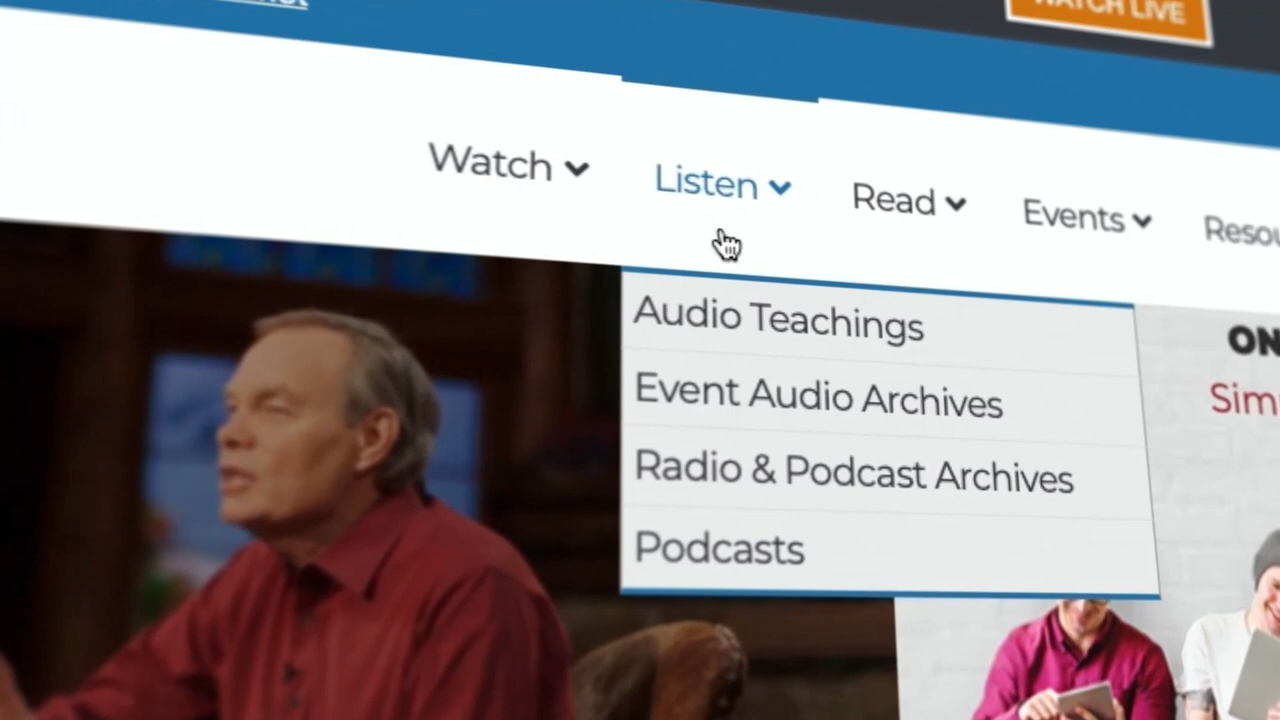 WATCH LIVE
Watch
Listen
Read
Events
Audio Teachings
Event Audio Archives
Radio & Podcast Archives
Podcasts